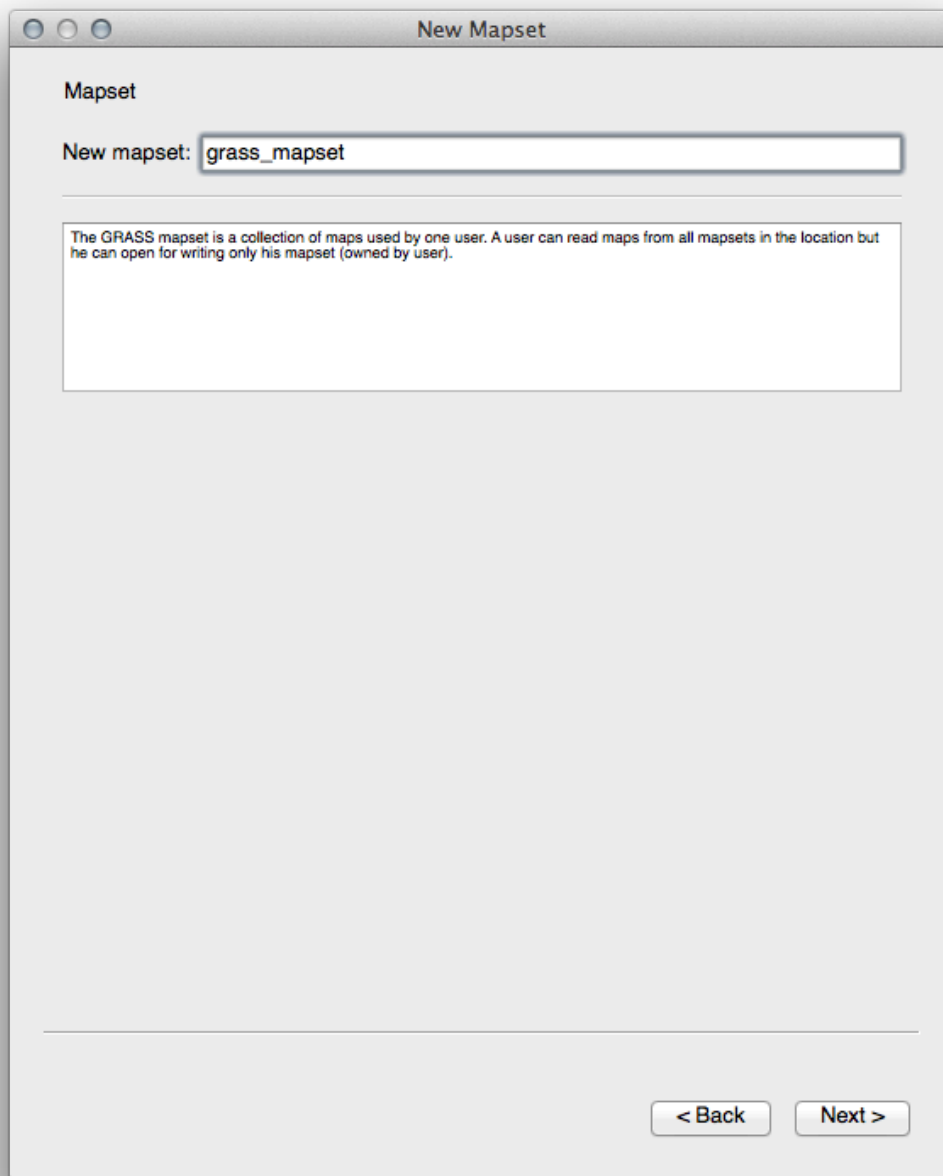 New Mapset
Mapset
New mapset: grass_mapset
The GRASS mapset is a collection of maps used by one user. A user can read maps from all mapsets in the location but
he can open for writing only his mapset (owned by user).
< Back Next >